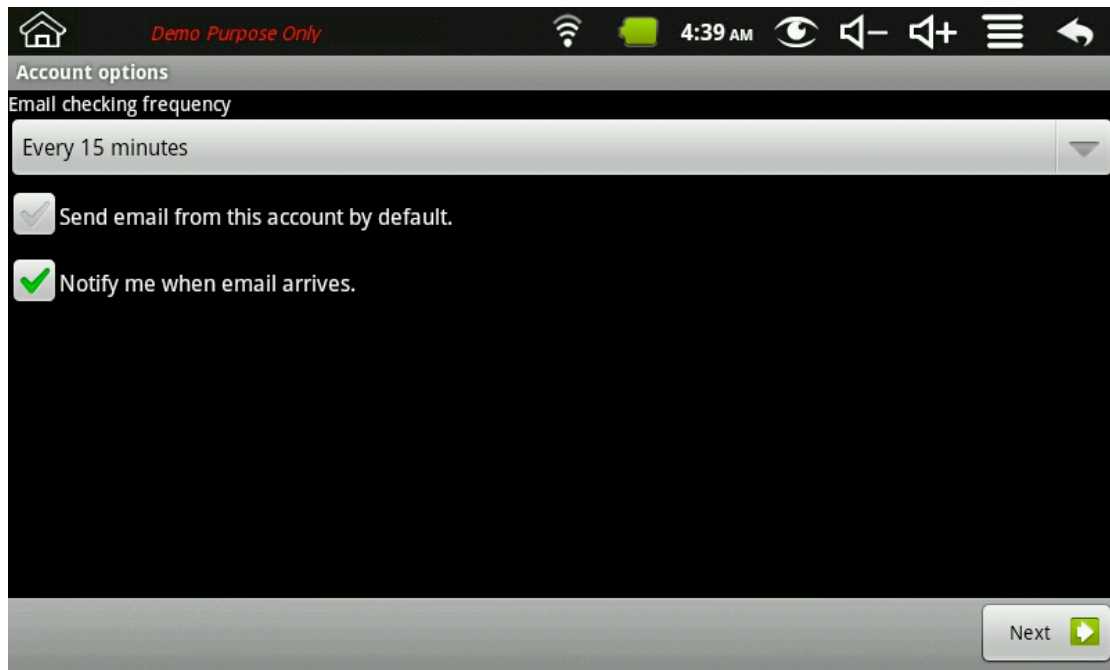 Demo Purpose Only 4:39 AM
Account options
Email checking frequency
Every 15 minutes
Send email from this account by default.
Notify me when email arrives.
Next